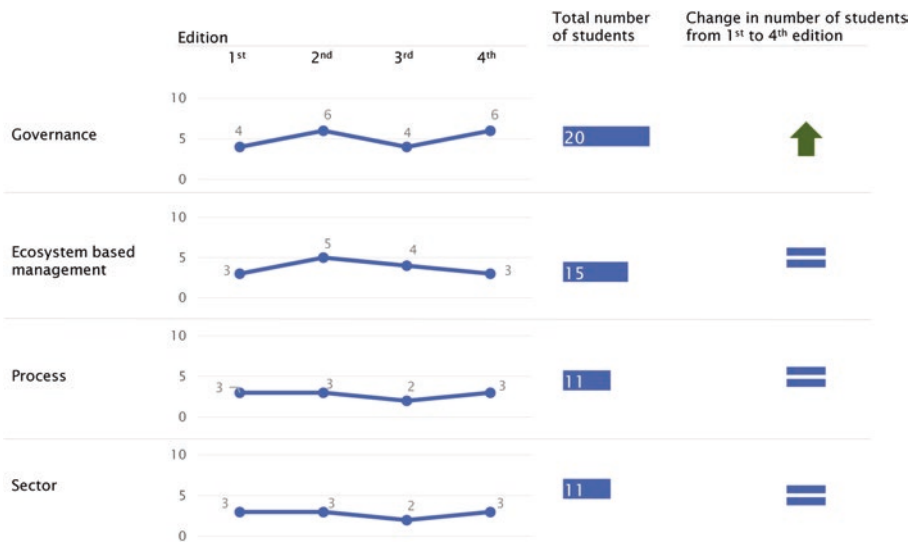 Edition
1st 2nd 3rd 4th
Total number
of students
Change in number of students
from 1st to 4th edition
Governance
10
5
0
4 6 4 6
20
Ecosystem based
management
10
5
0
3 5 4 3
15
Process
10
5
0
3 3 2 3
11
Sector
10
5
0
3 3 2 3
11